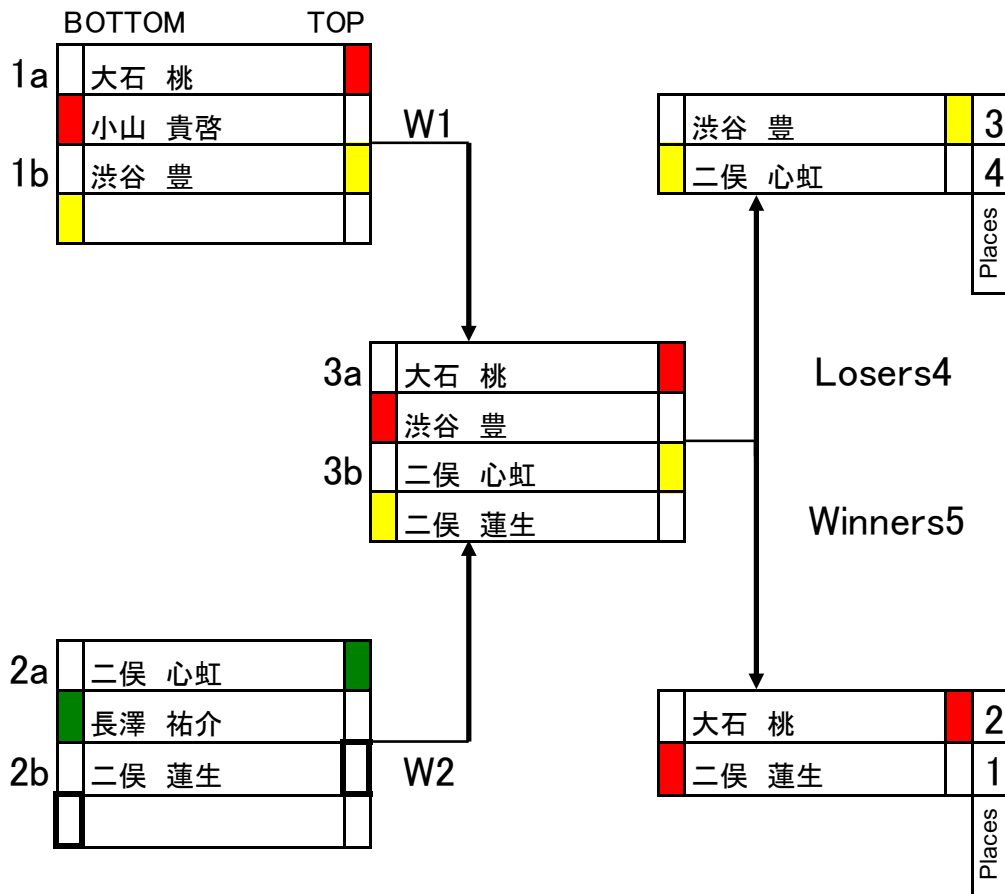 BOTTOM TOP
1a 大石 桃
小山 貴啓
1b 渋谷 豊
W1
渋谷 豊 3
二俣 心虹 4
Places
3a 大石 桃
渋谷 豊
3b 二俣 心虹
二俣 蓮生
Losers4
Winners5
2a 二俣 心虹
長澤 祐介
2b 二俣 蓮生
W2
大石 桃 2
二俣 蓮生 1
Places